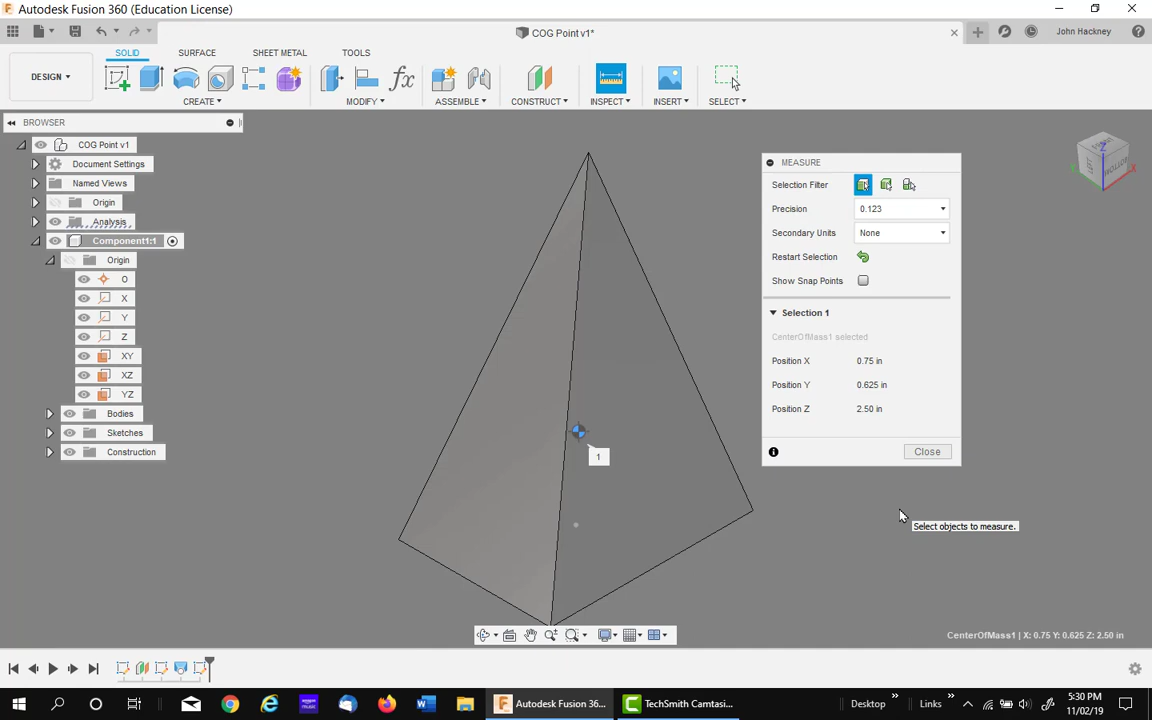 Autodesk Fusion 360 (Education License)
COG Point v1*
John Hackney
DESIGN
SOLID
SURFACE
SHEET METAL
TOOLS
CREATE
MODIFY
ASSEMBLE
CONSTRUCT
INSPECT
INSERT
SELECT
BROWSER
COG Point v1
Document Settings
Named Views
Origin
Analysis
Component1:1
Origin
O
X
Y
Z
XY
XZ
YZ
Bodies
Sketches
Construction
1
MEASURE
Selection Filter
Precision 0.123
Secondary Units None
Restart Selection
Show Snap Points
Selection 1
CenterOfMass1 selected
Position X 0.75 in
Position Y 0.625 in
Position Z 2.50 in
Close
Select objects to measure.
LEFT
BOTTOM
Z
X
CenterOfMass1 | X: 0.75 Y: 0.625 Z: 2.50 in
Autodesk Fusion 36...
TechSmith Camtasi...
Desktop
Links
5:30 PM
11/02/19